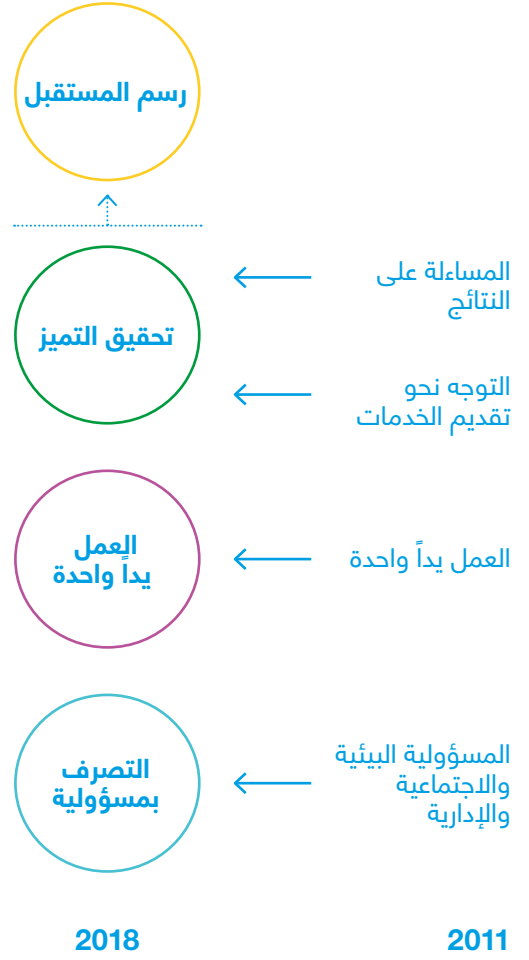 رسم المستقبل
المساءلة على
النتائج
تحقيق التميز
التوجه نحو
تقديم الخدمات
العمل يداً واحدة
العمل
يداً واحدة
المسؤولية البيئية
والاجتماعية
والإدارية
التصرف
بمسؤولية
2011
2018